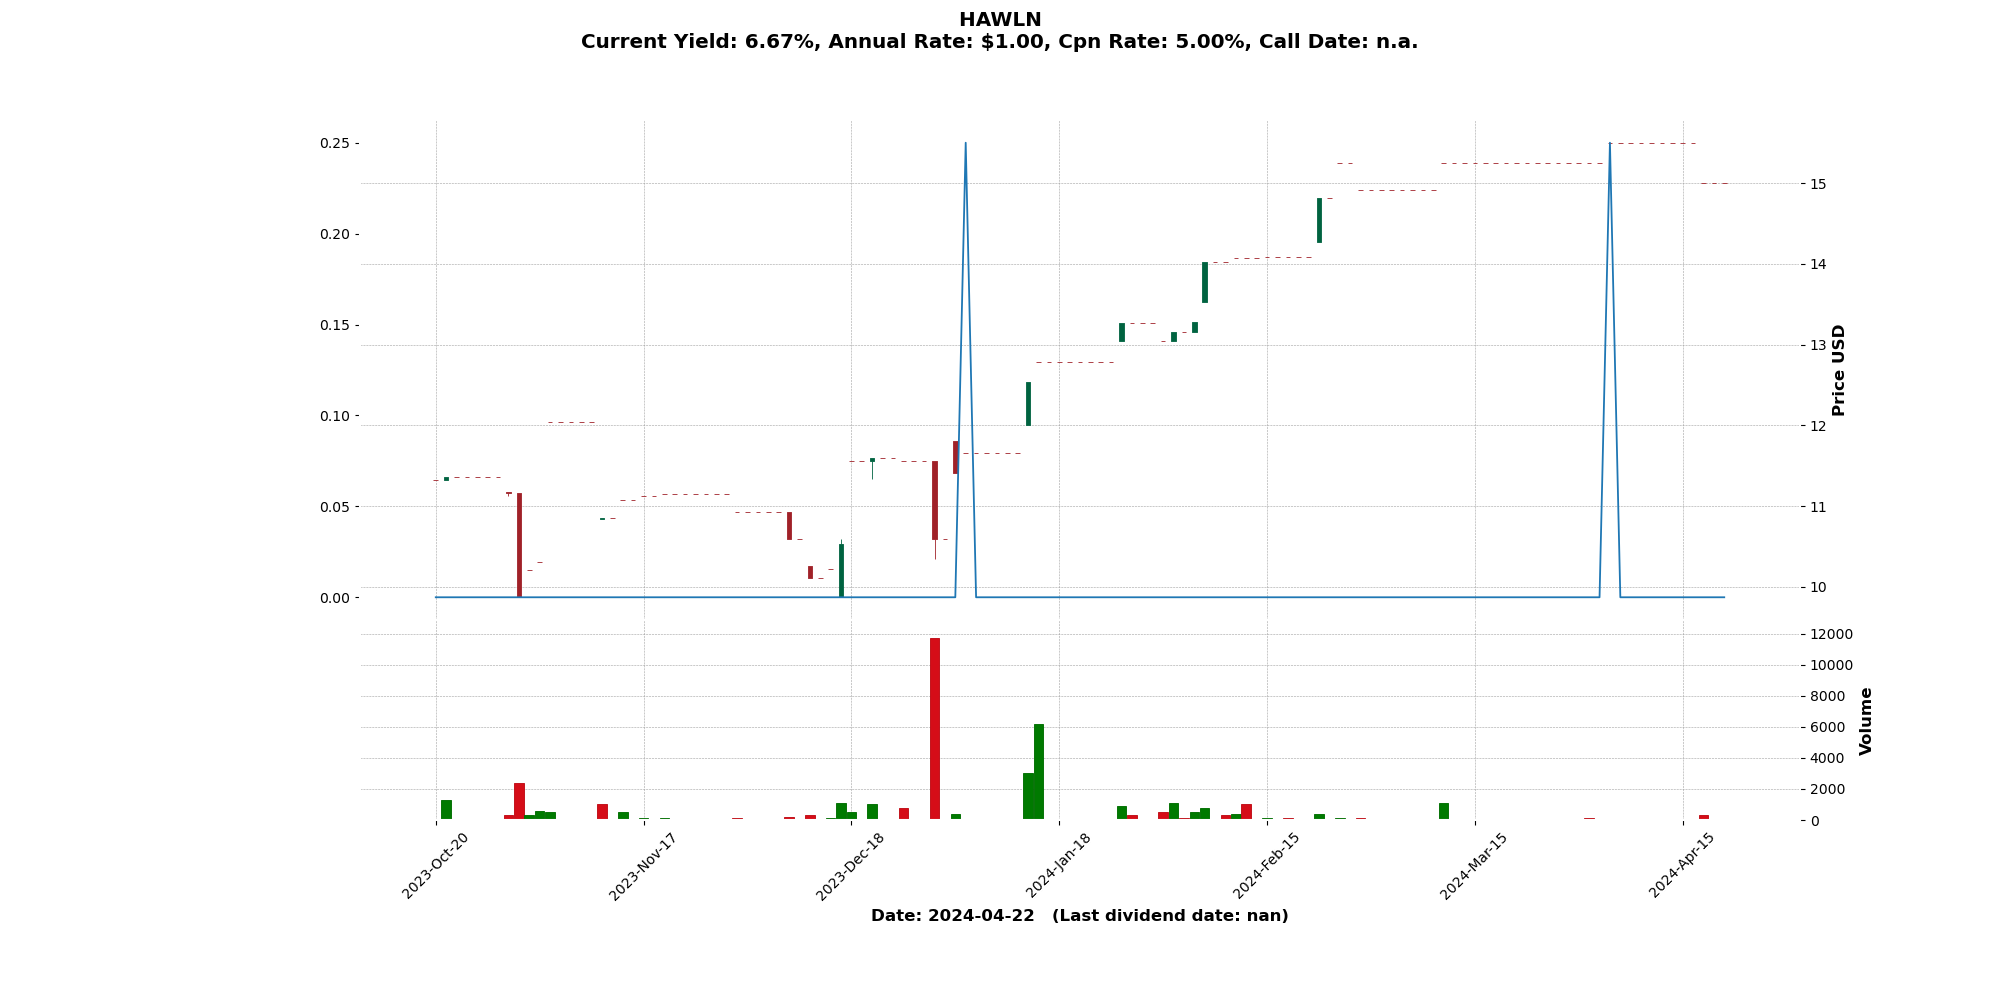 HAWLN
Current Yield: 6.67%, Annual Rate: $1.00, Cpn Rate: 5.00%, Call Date: n.a.
0.25
0.20
0.15
0.10
0.05
0.00
15
14
13
12
11
10
Price USD
12000
10000
8000
6000
4000
2000
0
Volume
2023-Oct-20
2023-Nov-17
2023-Dec-18
2024-Jan-18
2024-Feb-15
2024-Mar-15
2024-Apr-15
Date: 2024-04-22   (Last dividend date: nan)